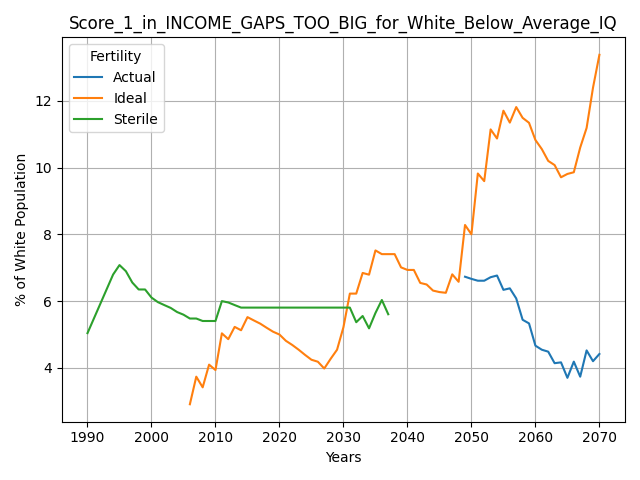 Score_1_in_INCOME_GAPS_TOO_BIG_for_White_Below_Average_IQ
Fertility
Actual
Ideal
Sterile
% of White Population
12
10
8
6
4
1990 2000 2010 2020 2030 2040 2050 2060 2070
Years